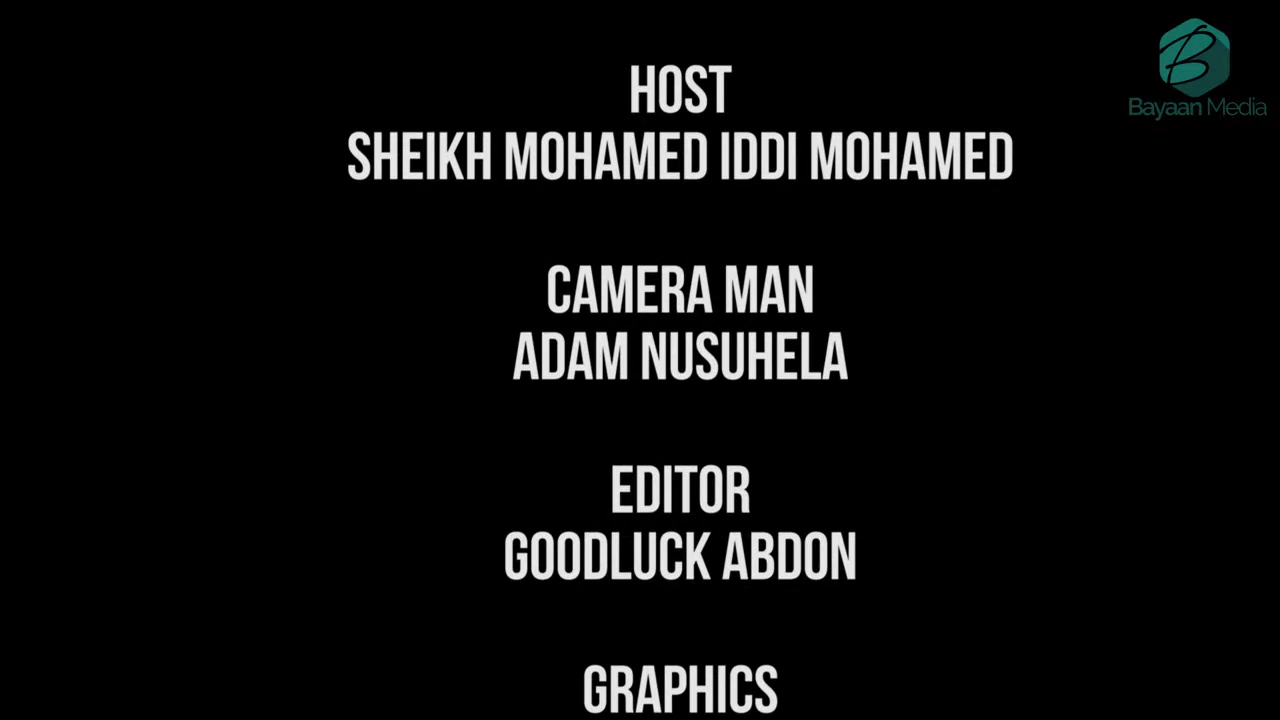 HOST
SHEIKH MOHAMED IDDI MOHAMED
CAMERA MAN
ADAM NUSUHELA
EDITOR
GOODLUCK ABDON
GRAPHICS
B
Bayaan Media